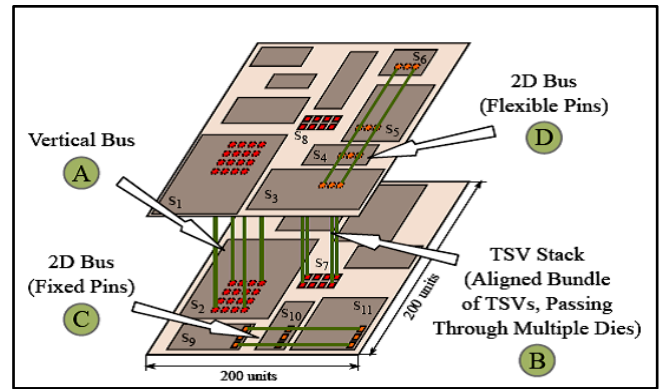 S6
2D Bus
(Flexible Pins)
D
Vertical Bus
A
S8
S5
S4
S1
S3
2D Bus
(Fixed Pins)
C
S7
TSV Stack
(Aligned Bundle
of TSVs, Passing
Through Multiple Dies)
B
S2
S10
S11
S9
200 units
200 units